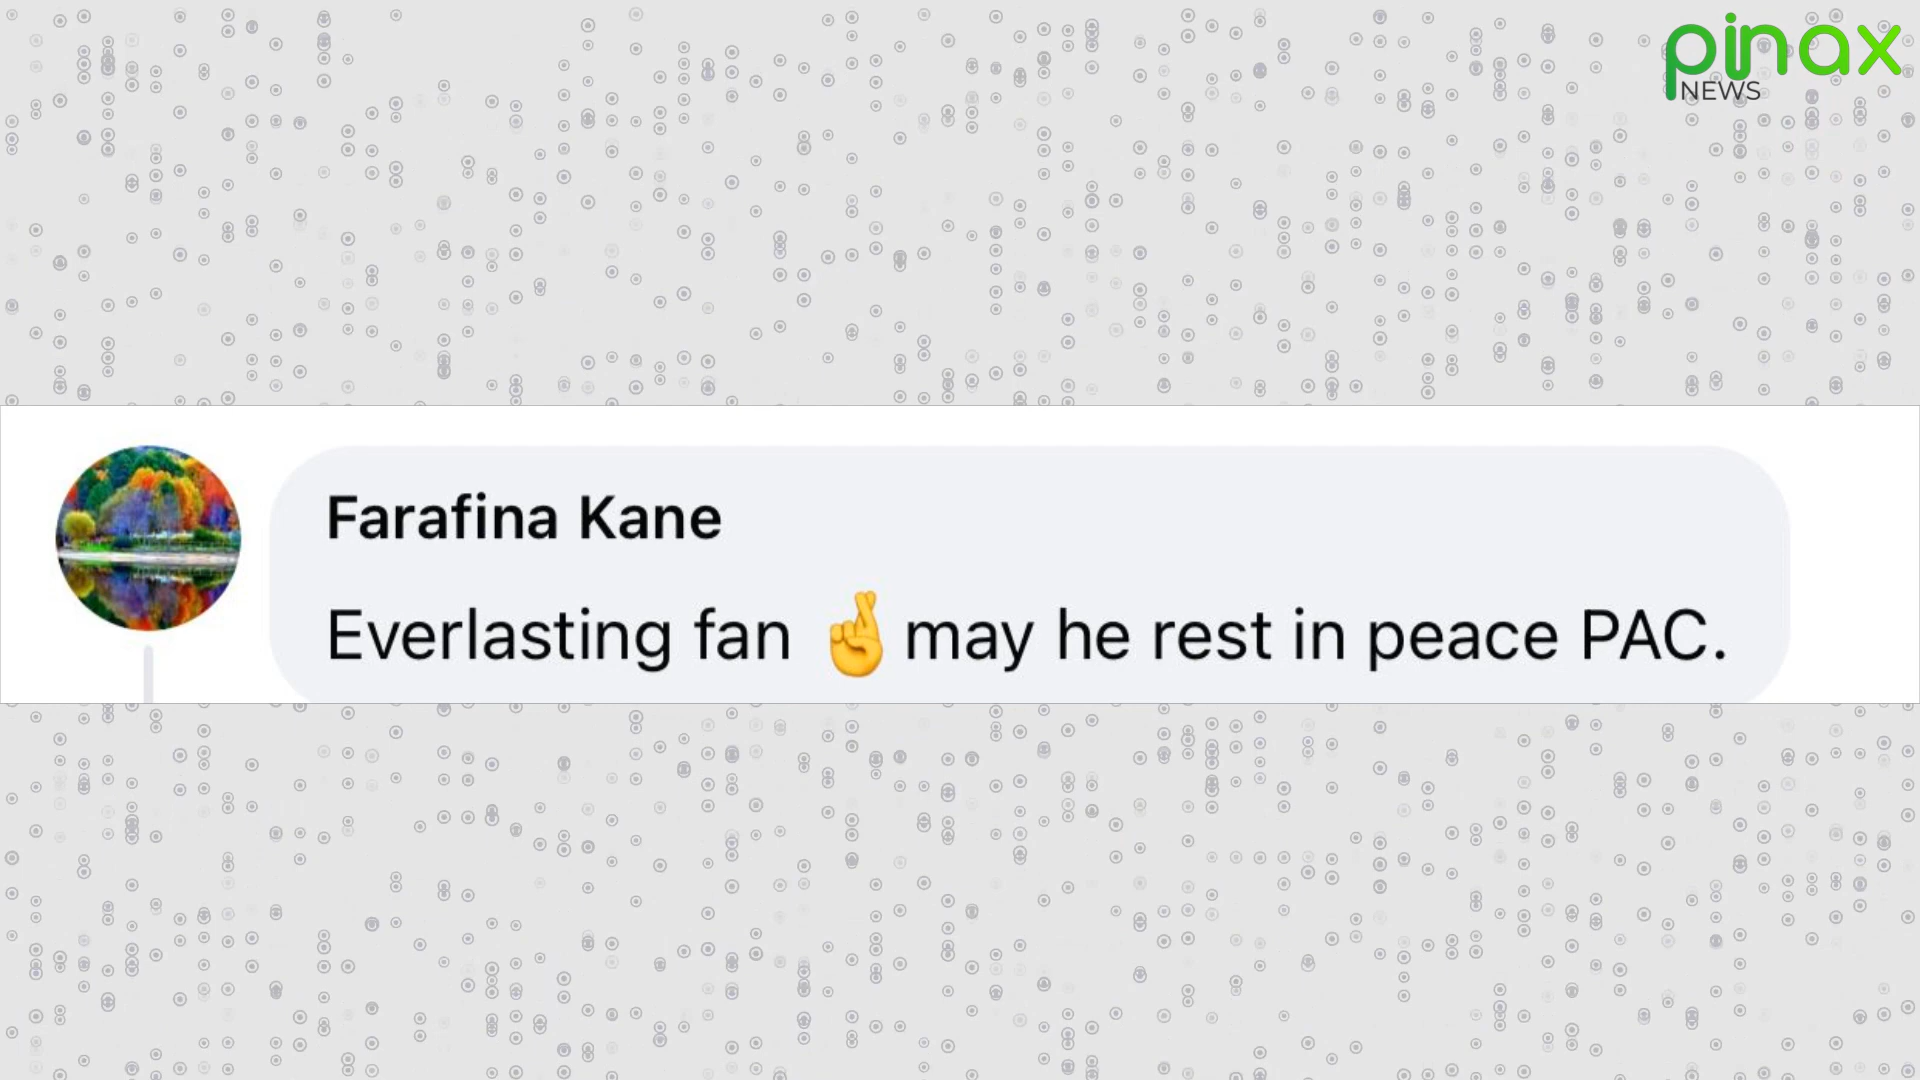 pinax
NEWS
Farafina Kane
Everlasting fan 🤞 may he rest in peace PAC.